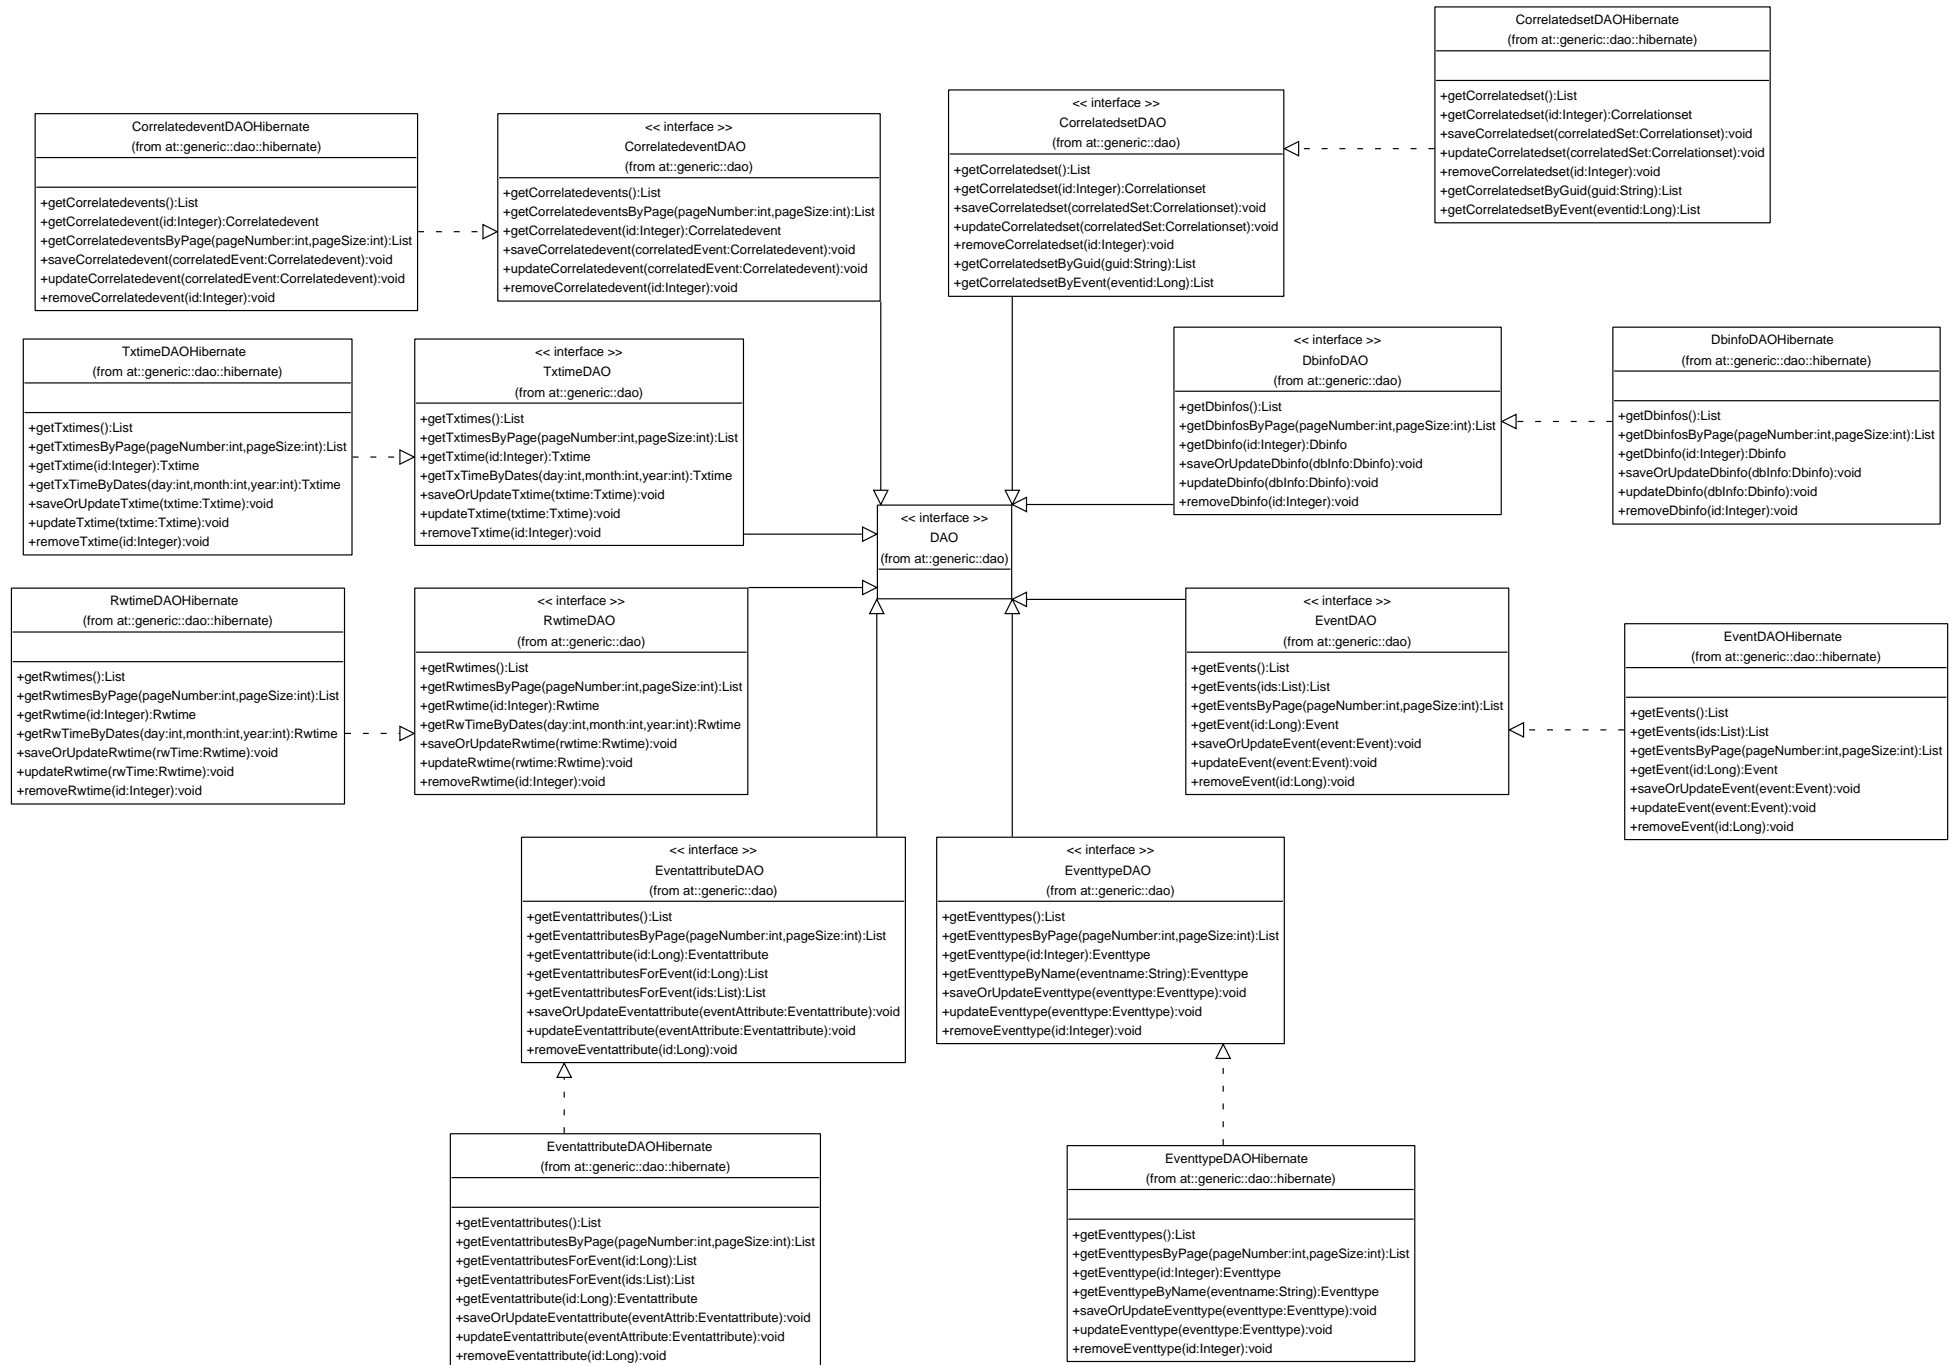 CorrelatedsetDAOHibernate
(from at::generic::dao::hibernate)
+getCorrelatedset():List
+getCorrelatedset(id:Integer):Correlationset
+saveCorrelatedset(correlatedSet:Correlationset):void
+updateCorrelatedset(correlatedSet:Correlationset):void
+removeCorrelatedset(id:Integer):void
+getCorrelatedsetByGuid(guid:String):List
+getCorrelatedsetByEvent(eventid:Long):List
CorrelatedeventDAOHibernate
(from at::generic::dao::hibernate)
+getCorrelatedevents():List
+getCorrelatedevent(id:Integer):Correlatedevent
+getCorrelatedeventsByPage(pageNumber:int,pageSize:int):List
+saveCorrelatedevent(correlatedEvent:Correlatedevent):void
+updateCorrelatedevent(correlatedEvent:Correlatedevent):void
+removeCorrelatedevent(id:Integer):void
<< interface >>
CorrelatedeventDAO
(from at::generic::dao)
+getCorrelatedevents():List
+getCorrelatedeventsByPage(pageNumber:int,pageSize:int):List
+getCorrelatedevent(id:Integer):Correlatedevent
+saveCorrelatedevent(correlatedEvent:Correlatedevent):void
+updateCorrelatedevent(correlatedEvent:Correlatedevent):void
+removeCorrelatedevent(id:Integer):void
<< interface >>
CorrelatedsetDAO
(from at::generic::dao)
+getCorrelatedset():List
+getCorrelatedset(id:Integer):Correlationset
+saveCorrelatedset(correlatedSet:Correlationset):void
+updateCorrelatedset(correlatedSet:Correlationset):void
+removeCorrelatedset(id:Integer):void
+getCorrelatedsetByGuid(guid:String):List
+getCorrelatedsetByEvent(eventid:Long):List
TxtimeDAOHibernate
(from at::generic::dao::hibernate)
+getTxtimes():List
+getTxtimesByPage(pageNumber:int,pageSize:int):List
+getTxtime(id:Integer):Txtime
+getTxTimeByDates(day:int,month:int,year:int):Txtime
+saveOrUpdateTxtime(txtime:Txtime):void
+updateTxtime(txtime:Txtime):void
+removeTxtime(id:Integer):void
<< interface >>
TxtimeDAO
(from at::generic::dao)
+getTxtimes():List
+getTxtimesByPage(pageNumber:int,pageSize:int):List
+getTxtime(id:Integer):Txtime
+getTxTimeByDates(day:int,month:int,year:int):Txtime
+saveOrUpdateTxtime(txtime:Txtime):void
+updateTxtime(txtime:Txtime):void
+removeTxtime(id:Integer):void
<< interface >>
DbinfoDAO
(from at::generic::dao)
+getDbinfos():List
+getDbinfosByPage(pageNumber:int,pageSize:int):List
+getDbinfo(id:Integer):Dbinfo
+saveOrUpdateDbinfo(dbInfo:Dbinfo):void
+updateDbinfo(dbInfo:Dbinfo):void
+removeDbinfo(id:Integer):void
DbinfoDAOHibernate
(from at::generic::dao::hibernate)
+getDbinfos():List
+getDbinfosByPage(pageNumber:int,pageSize:int):List
+getDbinfo(id:Integer):Dbinfo
+saveOrUpdateDbinfo(dbInfo:Dbinfo):void
+updateDbinfo(dbInfo:Dbinfo):void
+removeDbinfo(id:Integer):void
<< interface >>
DAO
(from at::generic::dao)
RwtimeDAOHibernate
(from at::generic::dao::hibernate)
+getRwtimes():List
+getRwtimesByPage(pageNumber:int,pageSize:int):List
+getRwtime(id:Integer):Rwtime
+getRwTimeByDates(day:int,month:int,year:int):Rwtime
+saveOrUpdateRwtime(rwTime:Rwtime):void
+updateRwtime(rwTime:Rwtime):void
+removeRwtime(id:Integer):void
<< interface >>
RwtimeDAO
(from at::generic::dao)
+getRwtimes():List
+getRwtimesByPage(pageNumber:int,pageSize:int):List
+getRwtime(id:Integer):Rwtime
+getRwTimeByDates(day:int,month:int,year:int):Rwtime
+saveOrUpdateRwtime(rwtime:Rwtime):void
+updateRwtime(rwtime:Rwtime):void
+removeRwtime(id:Integer):void
<< interface >>
EventDAO
(from at::generic::dao)
+getEvents():List
+getEvents(ids:List):List
+getEventsByPage(pageNumber:int,pageSize:int):List
+getEvent(id:Long):Event
+saveOrUpdateEvent(event:Event):void
+updateEvent(event:Event):void
+removeEvent(id:Long):void
EventDAOHibernate
(from at::generic::dao::hibernate)
+getEvents():List
+getEvents(ids:List):List
+getEventsByPage(pageNumber:int,pageSize:int):List
+getEvent(id:Long):Event
+saveOrUpdateEvent(event:Event):void
+updateEvent(event:Event):void
+removeEvent(id:Long):void
<< interface >>
EventattributeDAO
(from at::generic::dao)
+getEventattributes():List
+getEventattributesByPage(pageNumber:int,pageSize:int):List
+getEventattribute(id:Long):Eventattribute
+getEventattributesForEvent(id:Long):List
+getEventattributesForEvent(ids:List):List
+saveOrUpdateEventattribute(eventAttribute:Eventattribute):void
+updateEventattribute(eventAttribute:Eventattribute):void
+removeEventattribute(id:Long):void
<< interface >>
EventtypeDAO
(from at::generic::dao)
+getEventtypes():List
+getEventtypesByPage(pageNumber:int,pageSize:int):List
+getEventtype(id:Integer):Eventtype
+getEventtypeByName(eventname:String):Eventtype
+saveOrUpdateEventtype(eventtype:Eventtype):void
+updateEventtype(eventtype:Eventtype):void
+removeEventtype(id:Integer):void
EventattributeDAOHibernate
(from at::generic::dao::hibernate)
+getEventattributes():List
+getEventattributesByPage(pageNumber:int,pageSize:int):List
+getEventattributesForEvent(id:Long):List
+getEventattributesForEvent(ids:List):List
+getEventattribute(id:Long):Eventattribute
+saveOrUpdateEventattribute(eventAttrib:Eventattribute):void
+updateEventattribute(eventAttribute:Eventattribute):void
+removeEventattribute(id:Long):void
EventtypeDAOHibernate
(from at::generic::dao::hibernate)
+getEventtypes():List
+getEventtypesByPage(pageNumber:int,pageSize:int):List
+getEventtype(id:Integer):Eventtype
+getEventtypeByName(eventname:String):Eventtype
+saveOrUpdateEventtype(eventtype:Eventtype):void
+updateEventtype(eventtype:Eventtype):void
+removeEventtype(id:Integer):void